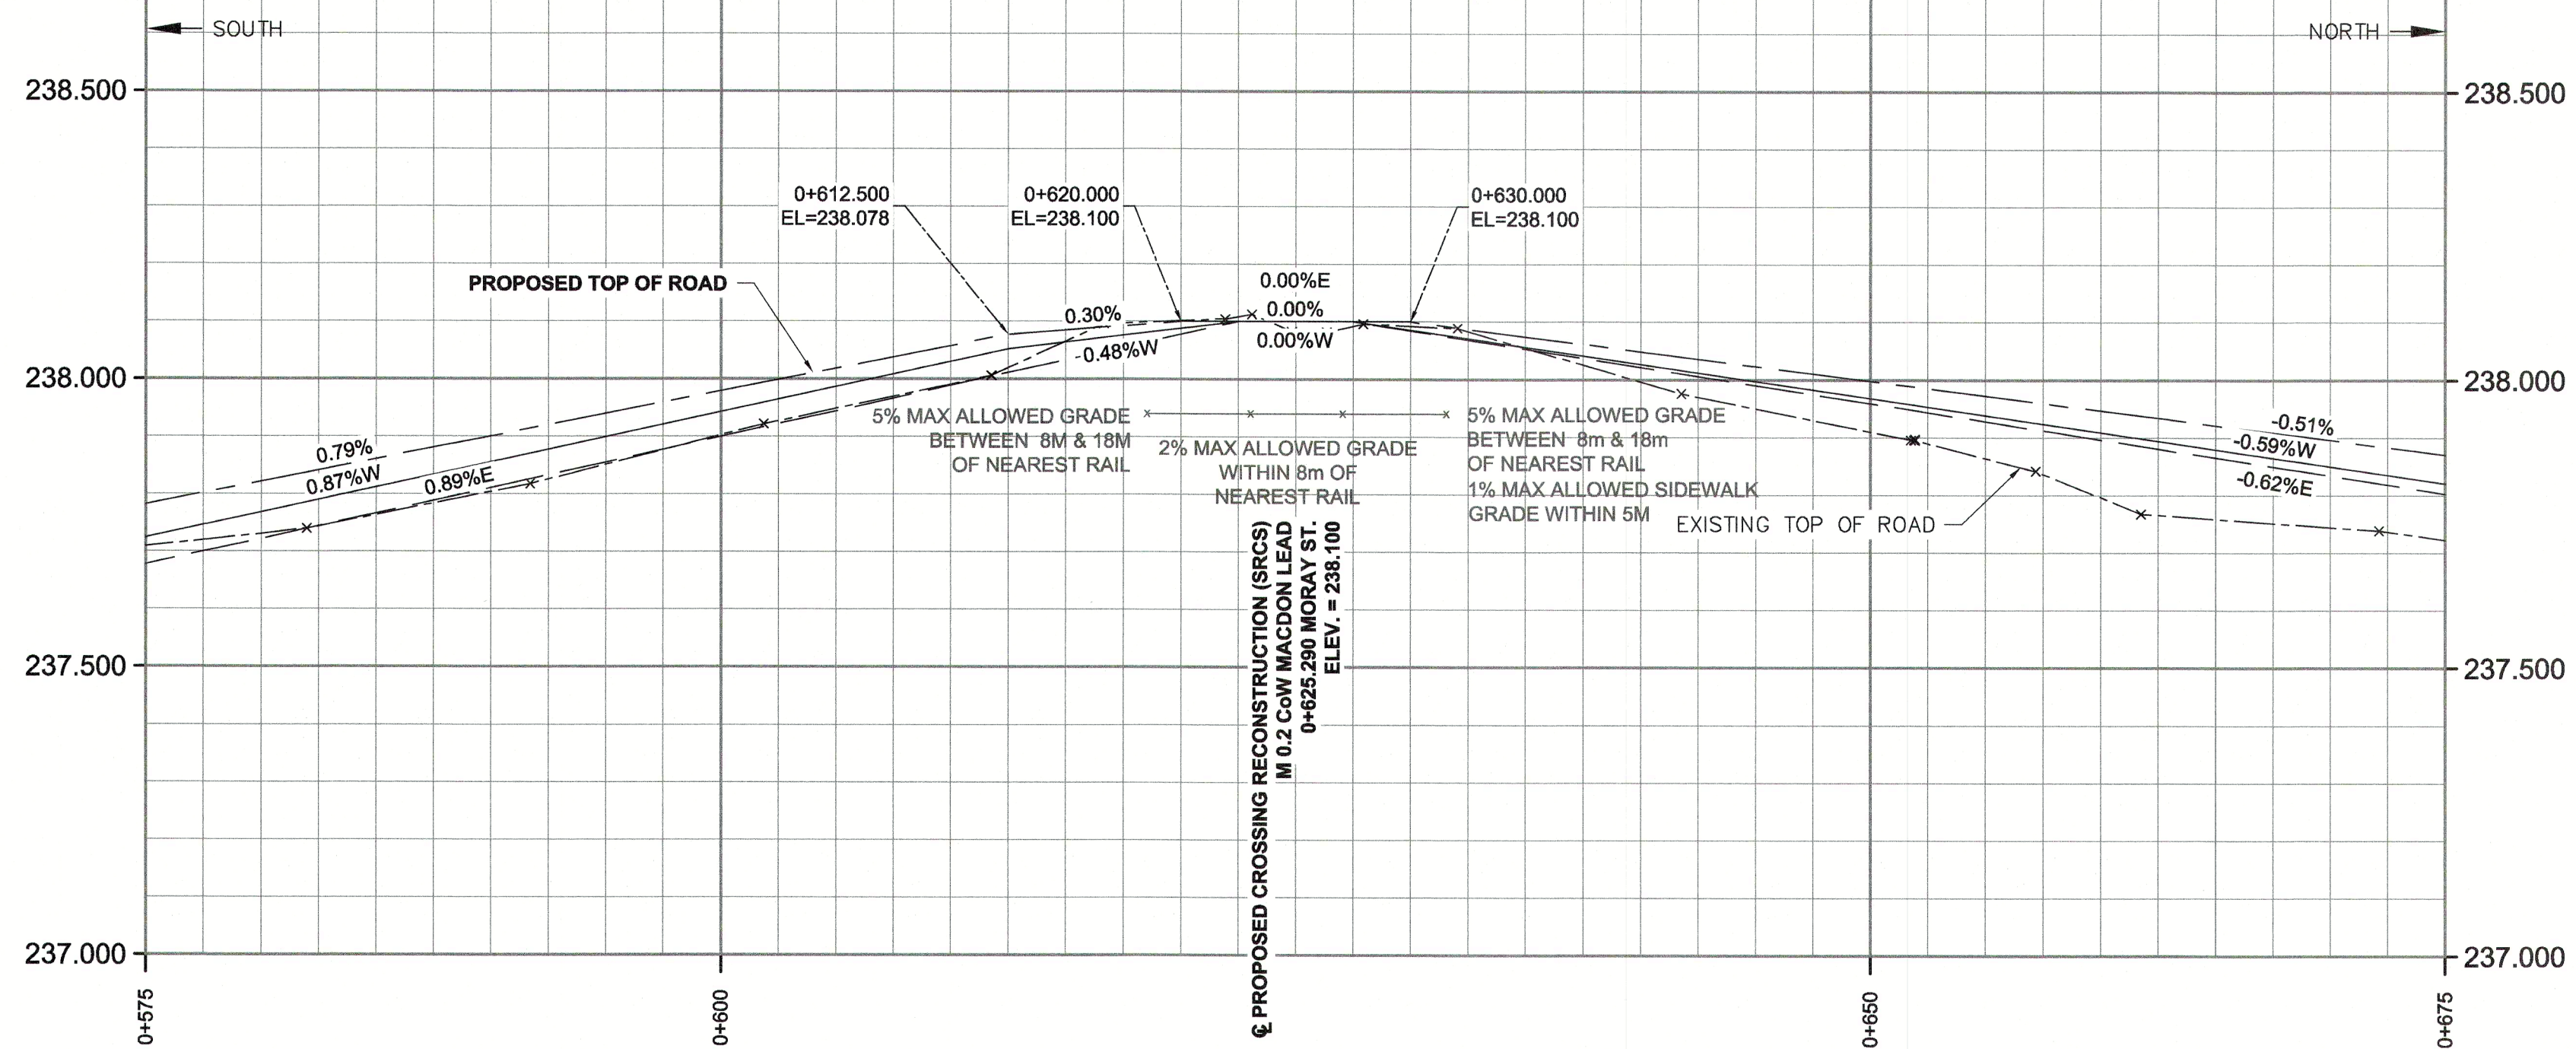 SOUTH
NORTH
238.500
238.500
0+612.500
EL=238.078
0+620.000
EL=238.100
0+630.000
EL=238.100
PROPOSED TOP OF ROAD
0.00%E
0.30%
0.00%
0.00%W
0.48%W
238.000
238.000
5% MAX ALLOWED GRADE
BETWEEN 8M & 18M
OF NEAREST RAIL
2% MAX ALLOWED GRADE
WITHIN 8m OF
NEAREST RAIL
5% MAX ALLOWED GRADE
BETWEEN 8m & 18m
OF NEAREST RAIL
1% MAX ALLOWED SIDEWALK
GRADE WITHIN 5M
0.79%
0.87%W
0.89%E
-0.51%
-0.59%W
-0.62%E
EXISTING TOP OF ROAD
℄ PROPOSED CROSSING RECONSTRUCTION (SRCS)
M 0.2 CoW MACDON LEAD
0+625.290 MORAY ST.
ELEV. = 238.100
237.500
237.500
237.000
237.000
0+575
0+600
0+650
0+675